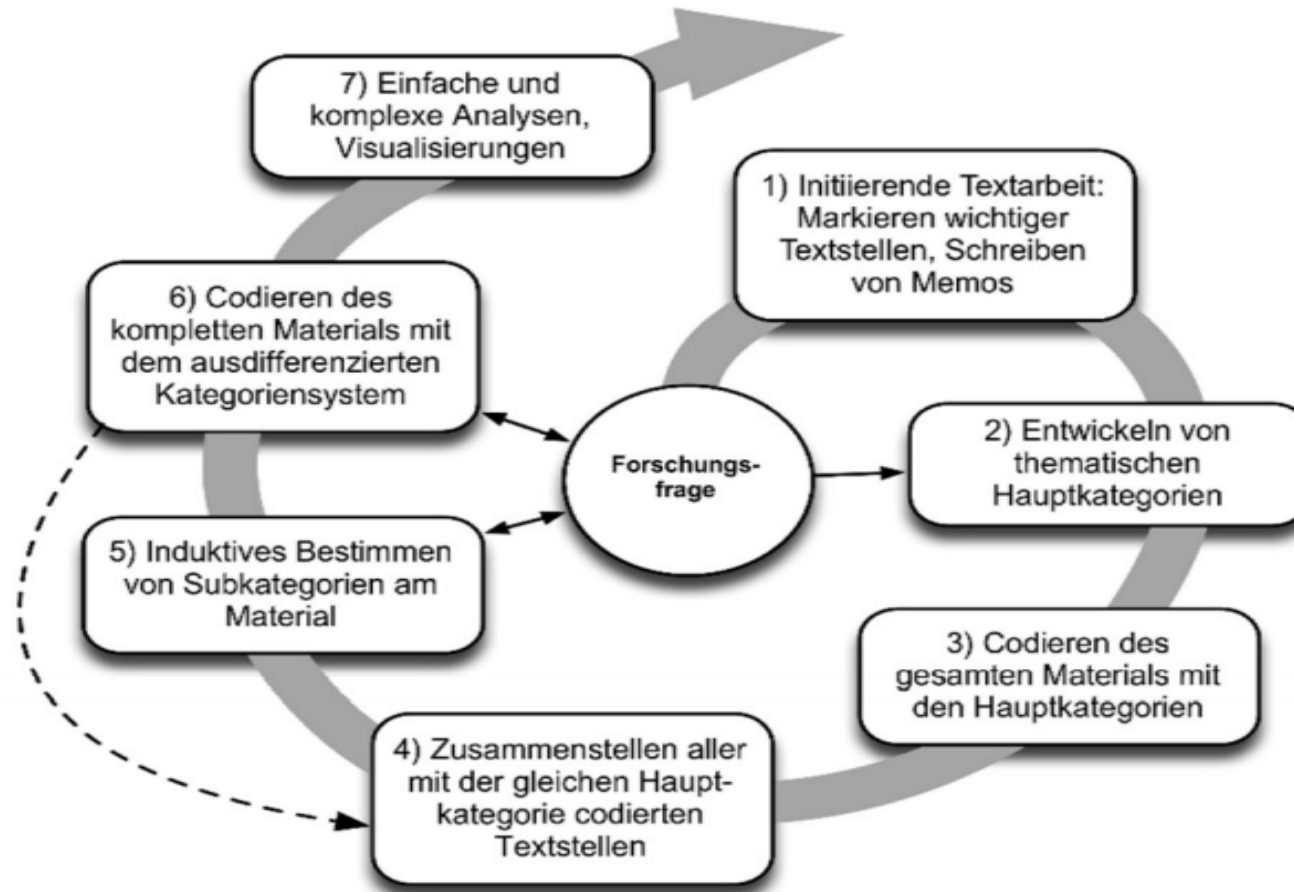 7) Einfache und
komplexe Analysen,
Visualisierungen
1) Initiierende Textarbeit:
Markieren wichtiger
Textstellen, Schreiben
von Memos
6) Codieren des
kompletten Materials mit
dem ausdifferenzierten
Kategoriensystem
Forschungs-
frage
2) Entwickeln von
thematischen
Hauptkategorien
5) Induktives Bestimmen
von Subkategorien am
Material
3) Codieren des
gesamten Materials mit
den Hauptkategorien
4) Zusammenstellen aller
mit der gleichen Haupt-
kategorie codierten
Textstellen